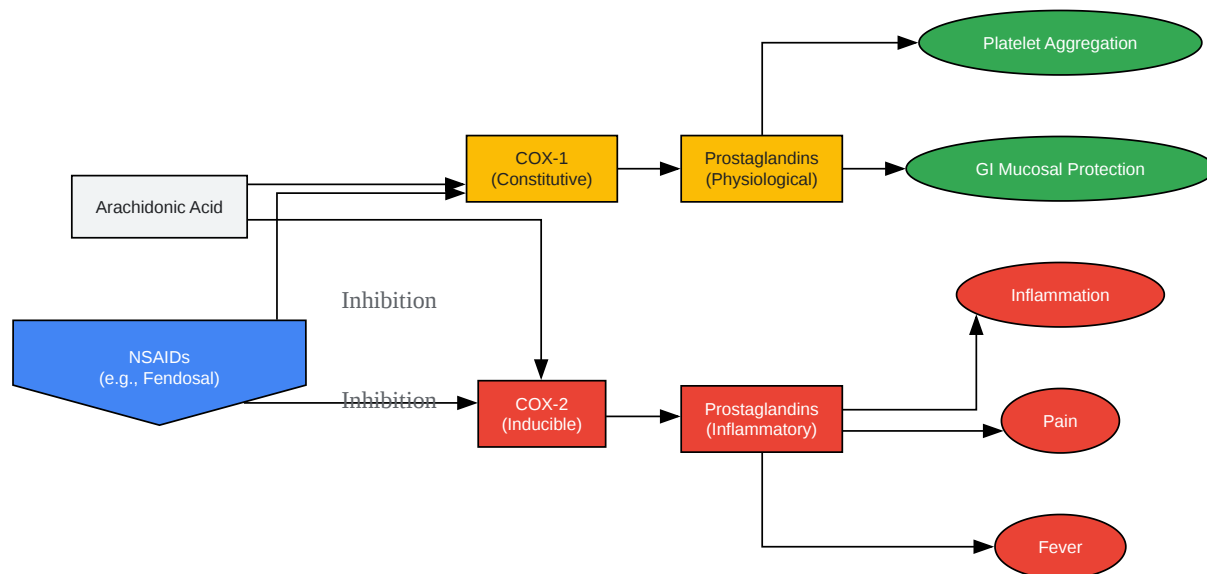 Platelet Aggregation
COX-1
(Constitutive)
Prostaglandins
(Physiological)
GI Mucosal Protection
Arachidonic Acid
Inhibition
Inflammation
NSAIDs
(e.g., Fendosal)
Inhibition
COX-2
(Inducible)
Prostaglandins
(Inflammatory)
Pain
Fever